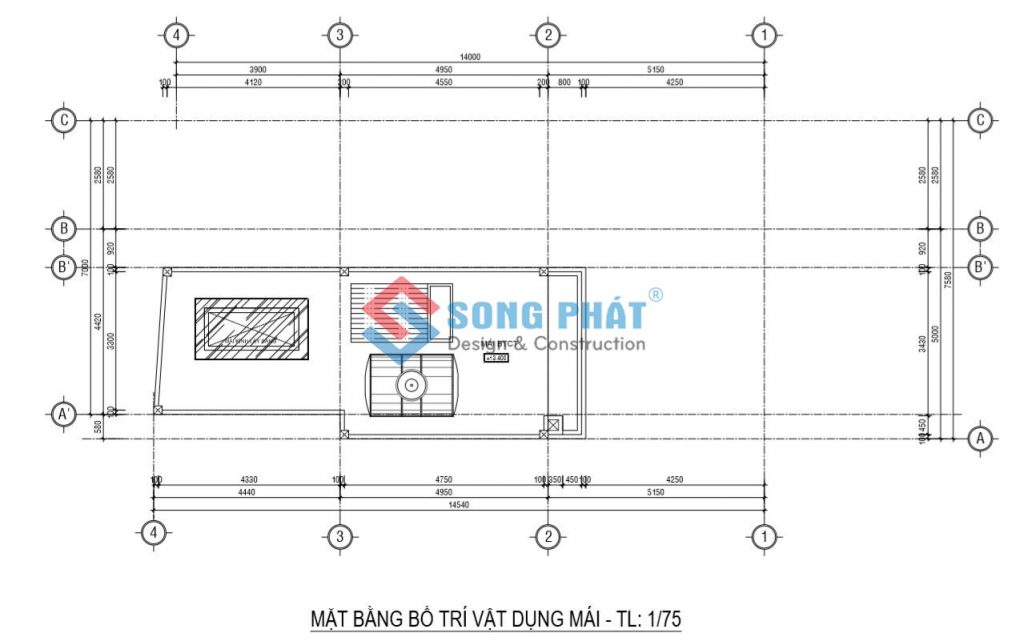 4 3 2 1
14000
3900 4950 5150
100 4120 200 4550 200 800 100 4250
C C
2580 2580 2580 2580
B B
920 920
B' B'
100 100
7000 7580
SONG PHÁT ®
4420 3300 3430 5000
MÁI BTCT
Design & Construction
100
A'
580 450
A
100
100 4330 100 4750 100 350 450 100 4250
4440 4950 5150
14540
4 3 2 1
MẶT BẰNG BỐ TRÍ VẬT DỤNG MÁI - TL: 1/75